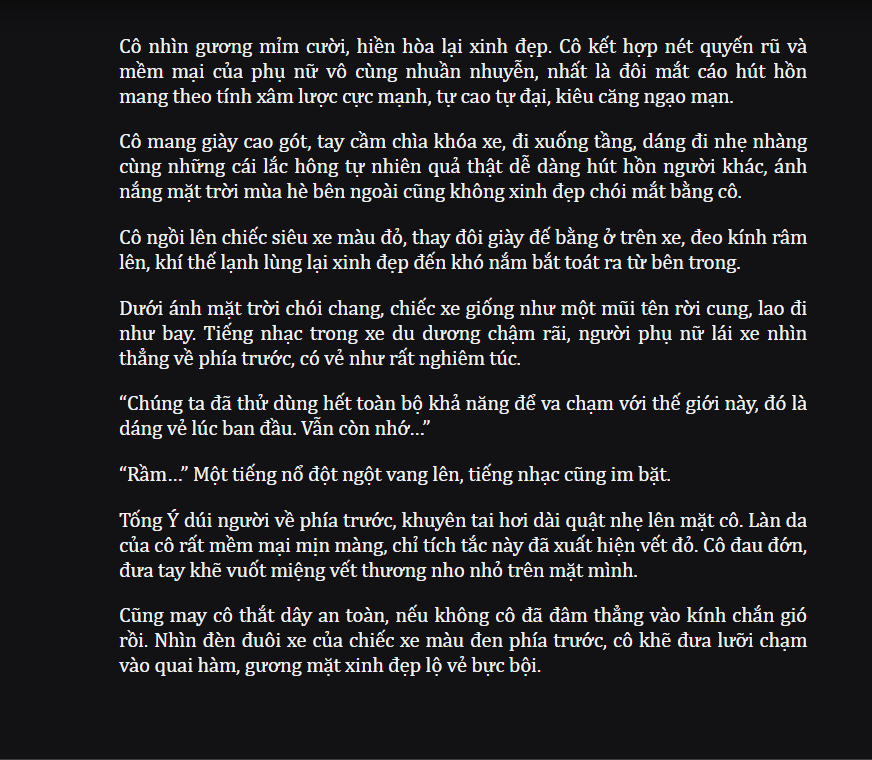 Cô nhìn gương mỉm cười, hiền hòa lại xinh đẹp. Cô kết hợp nét quyến rũ và
mềm mại của phụ nữ vô cùng nhuần nhuyễn, nhất là đôi mắt cáo hút hồn
mang theo tính xâm lược cực mạnh, tự cao tự đại, kiêu căng ngạo mạn.
Cô mang giày cao gót, tay cầm chìa khóa xe, đi xuống tầng, dáng đi nhẹ nhàng
cùng những cái lắc hông tự nhiên quả thật dễ dàng hút hồn người khác, ánh
nắng mặt trời mùa hè bên ngoài cũng không xinh đẹp chói mắt bằng cô.
Cô ngồi lên chiếc siêu xe màu đỏ, thay đôi giày đế bằng ở trên xe, đeo kính râm
lên, khí thế lạnh lùng lại xinh đẹp đến khó nắm bắt toát ra từ bên trong.
Dưới ánh mặt trời chói chang, chiếc xe giống như một mũi tên rời cung, lao đi
như bay. Tiếng nhạc trong xe du dương chậm rãi, người phụ nữ lái xe nhìn
thẳng về phía trước, có vẻ như rất nghiêm túc.
“Chúng ta đã thử dùng hết toàn bộ khả năng để va chạm với thế giới này, đó là
dáng vẻ lúc ban đầu. Vẫn còn nhớ...”
“Rầm...” Một tiếng nổ đột ngột vang lên, tiếng nhạc cũng im bặt.
Tống Ý dúi người về phía trước, khuyên tai hơi dài quật nhẹ lên mặt cô. Làn da
của cô rất mềm mại mịn màng, chỉ tích tắc này đã xuất hiện vết đỏ. Cô đau đớn,
đưa tay khẽ vuốt miệng vết thương nho nhỏ trên mặt mình.
Cũng may cô thắt dây an toàn, nếu không cô đã đâm thẳng vào kính chắn gió
rồi. Nhìn đèn đuôi xe của chiếc xe màu đen phía trước, cô khẽ đưa lưỡi chạm
vào quai hàm, gương mặt xinh đẹp lộ vẻ bực bội.